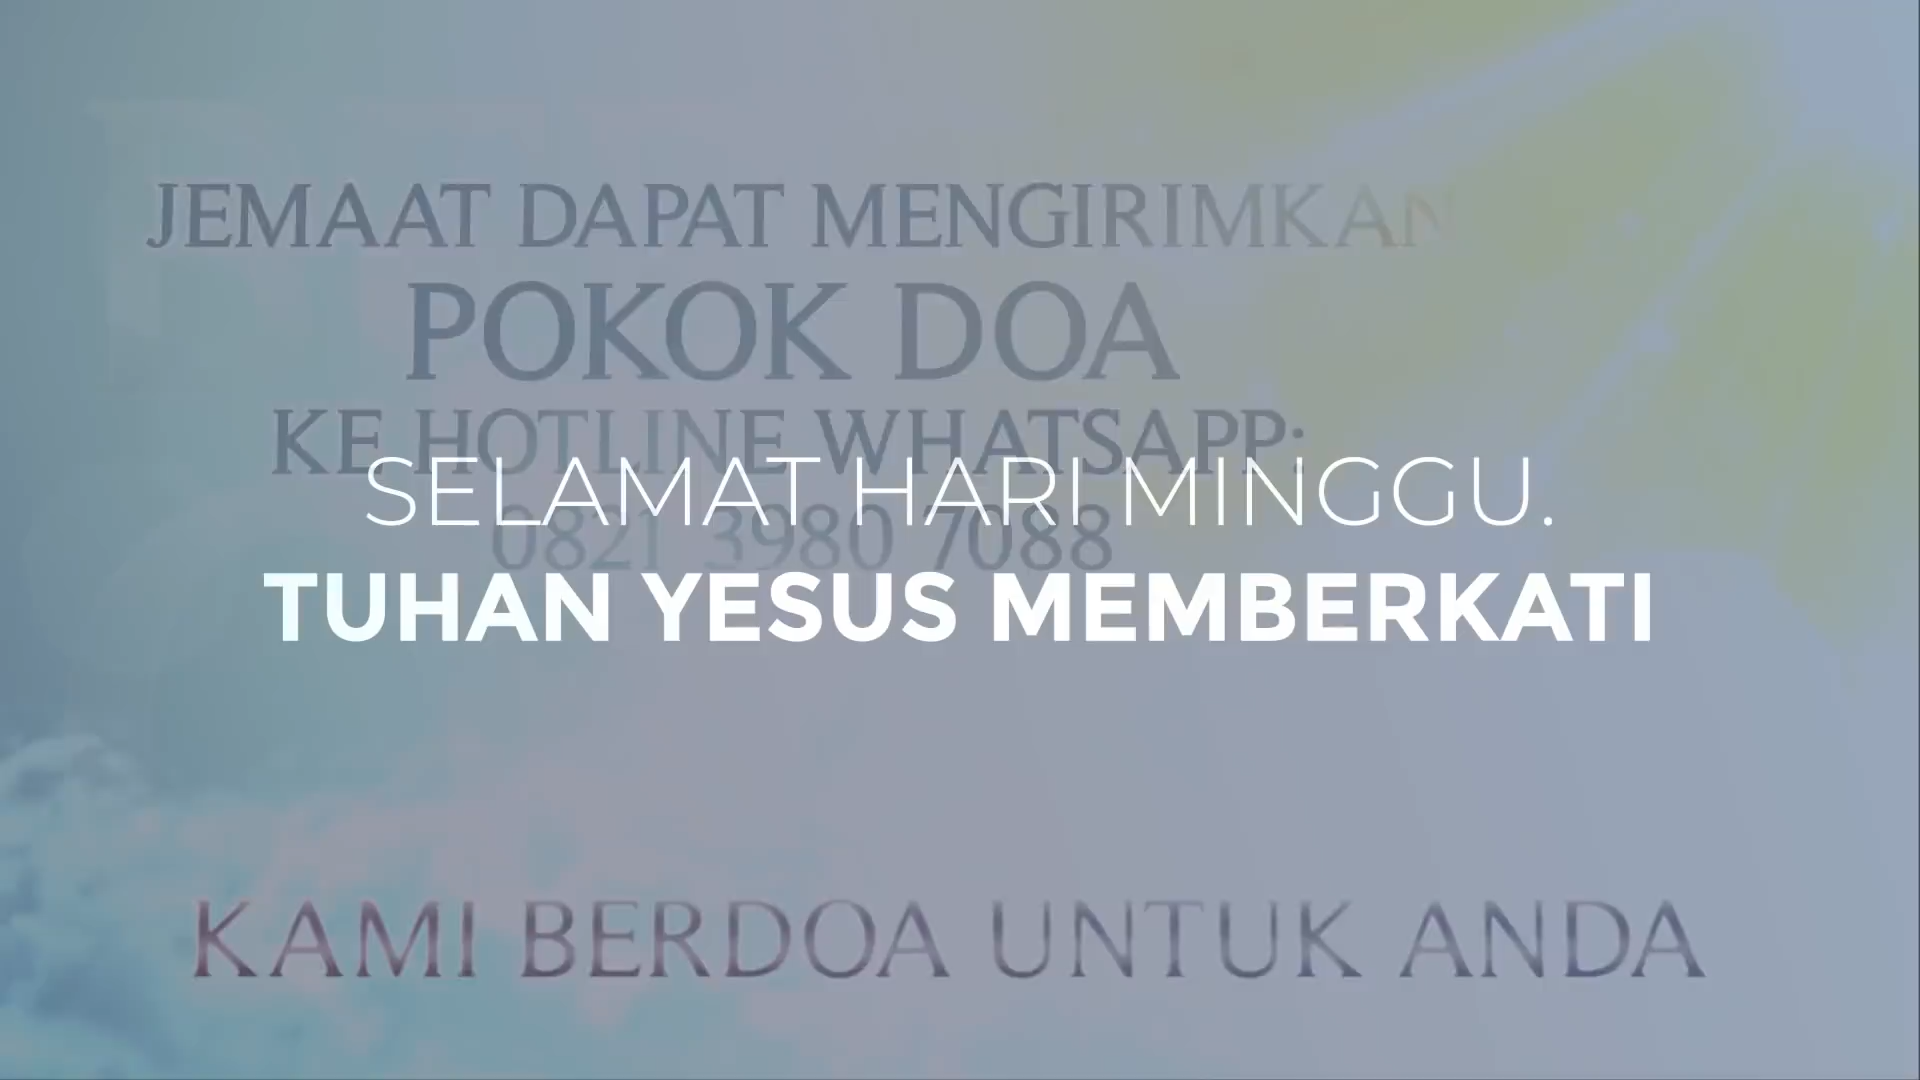 JEMAAT DAPAT MENGIRIMKAN
POKOK DOA
KE HOTLINE WHATSAPP:
SELAMAT HARI MINGGU.
0821 3980 7088
TUHAN YESUS MEMBERKATI
KAMI BERDOA UNTUK ANDA